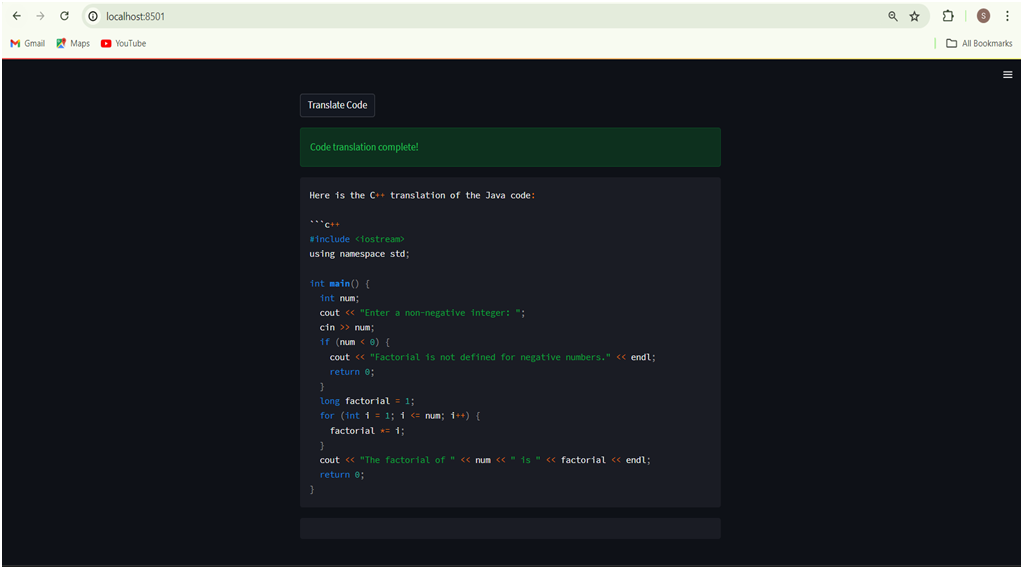 localhost:8501
S
Gmail Maps YouTube All Bookmarks
Translate Code
Code translation complete!
Here is the C++ translation of the Java code:
```c++
#include <iostream>
using namespace std;
int main() {
  int num;
  cout << "Enter a non-negative integer: ";
  cin >> num;
  if (num < 0) {
    cout << "Factorial is not defined for negative numbers." << endl;
    return 0;
  }
  long factorial = 1;
  for (int i = 1; i <= num; i++) {
    factorial *= i;
  }
  cout << "The factorial of " << num << " is " << factorial << endl;
  return 0;
}